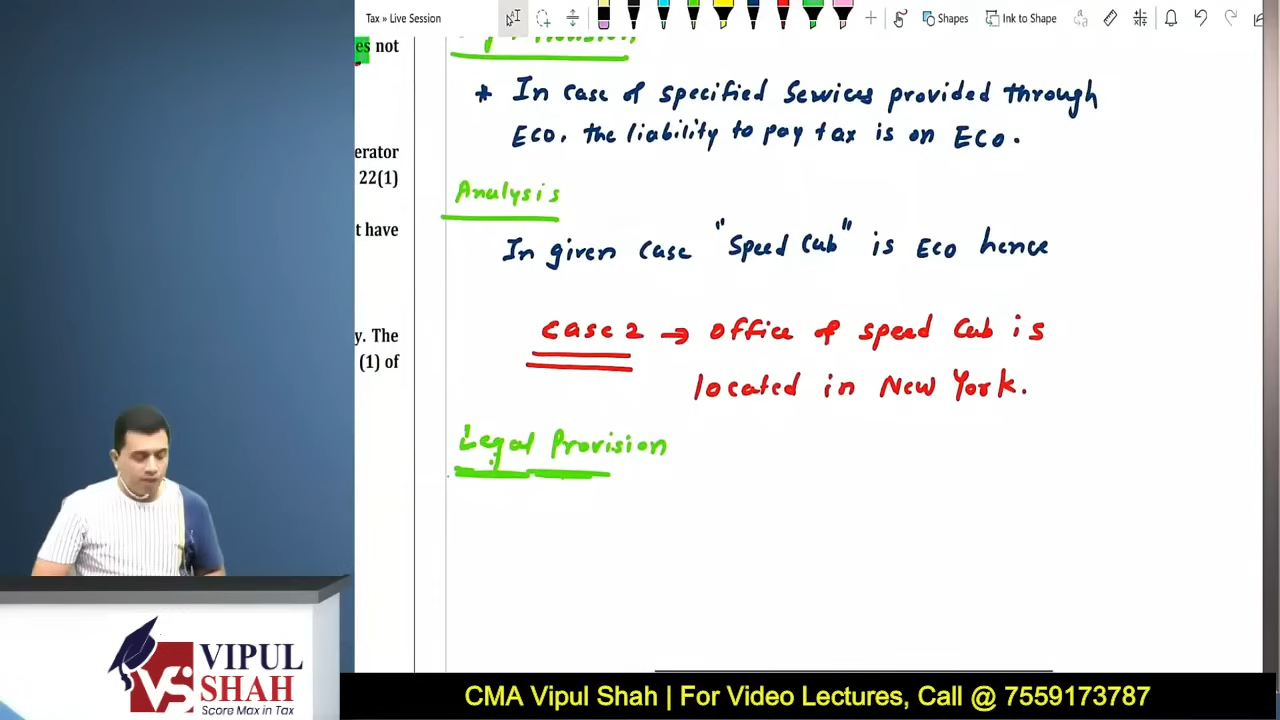 Tax » Live Session
Shapes
Ink to Shape
es not
erator
22(1)
t have
y. The
(1) of
* In case of specified Services provided through
ECO, the liability to pay tax is on ECO.
Analysis
In given case "Speed Cab" is ECO hence
case 2 → office of speed Cab is
located in New York.
Legal Provision
VS
VIPUL
SHAH
Score Max in Tax
CMA Vipul Shah | For Video Lectures, Call @ 7559173787